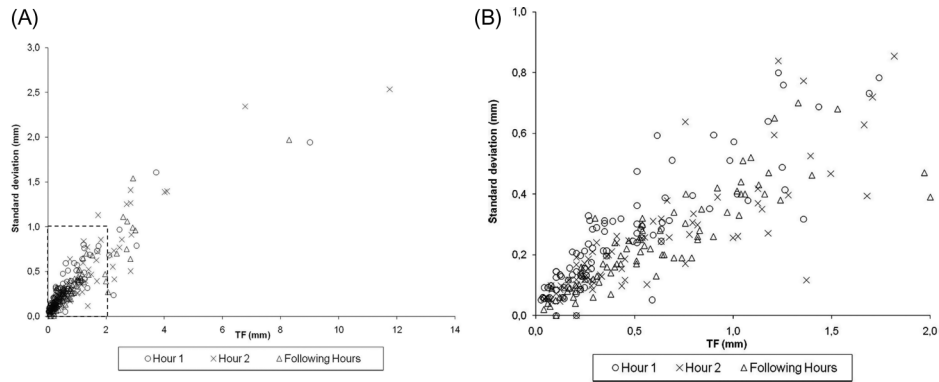 (A)
Standard deviation (mm)
3,0
2,5
2,0
1,5
1,0
0,5
0,0
0 2 4 6 8 10 12 14
TF (mm)
Hour 1 Hour 2 Following Hours
(B)
Standard deviation (mm)
1,0
0,8
0,6
0,4
0,2
0,0
0,0 0,5 1,0 1,5 2,0
TF (mm)
Hour 1 Hour 2 Following Hours